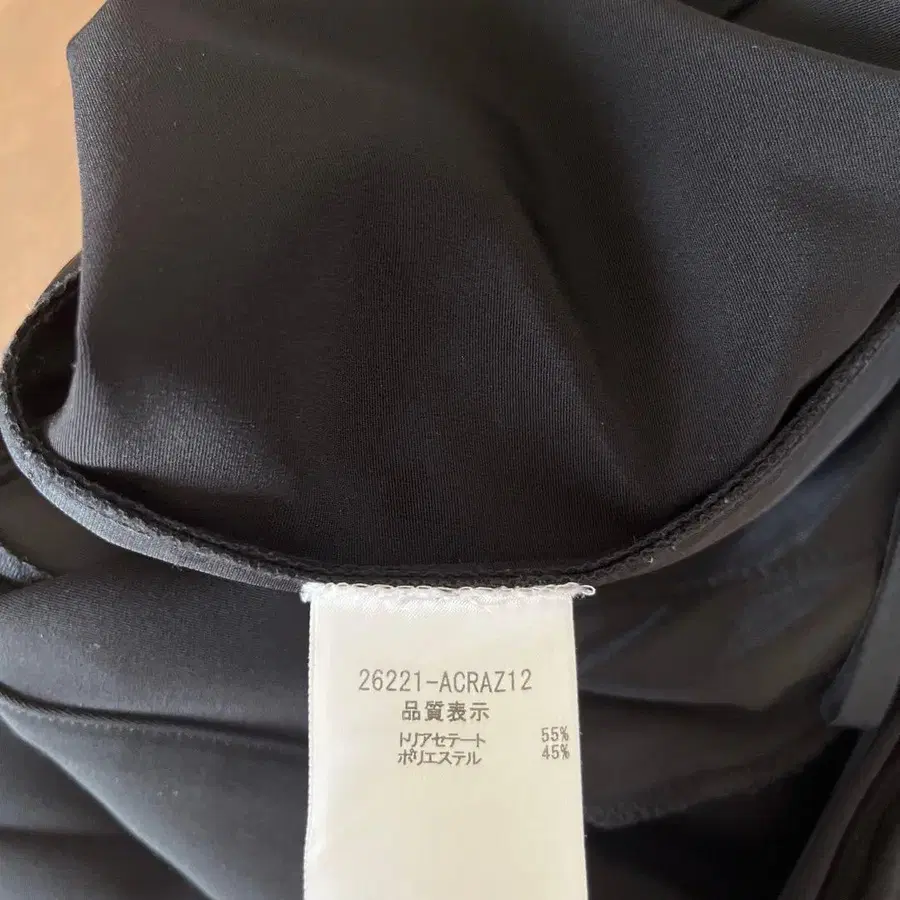 26221-ACRAZ12
品質表示
トリアセテート 55%
ポリエステル 45%